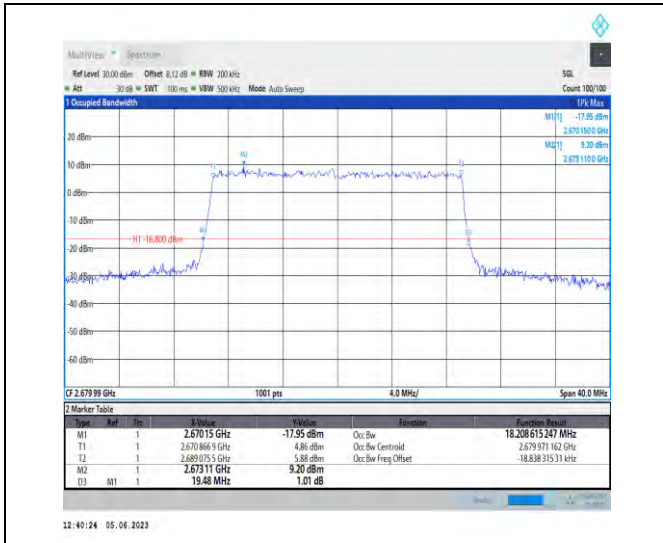 MultiView Spectrum
Ref Level 30.00 dBm Offset 8.12 dB RBW 200 kHz SGL
Att 30 dB SWT 100 ms VBW 500 kHz Mode Auto Sweep Count 100/100
1 Occupied Bandwidth 1Pk Max
M1[1] -17.95 dBm
2.670 1500 GHz
M2[1] 9.20 dBm
2.673 1100 GHz
20 dBm
M2
10 dBm
T1
0 dBm
-10 dBm
M1
H1 -16.800 dBm
-20 dBm
-30 dBm
-40 dBm
-50 dBm
-60 dBm
CF 2.679 99 GHz 1001 pts 4.0 MHz/ Span 40.0 MHz
2 Marker Table
Type Ref Trc X-Value Y-Value Function Function Result
M1 1 2.67015 GHz -17.95 dBm Occ Bw 18.208 615 247 MHz
T1 1 2.670 866 9 GHz 4.86 dBm Occ Bw Centroid 2.679 971 162 GHz
T2 1 2.689 075 5 GHz 5.88 dBm Occ Bw Freq Offset -18.838 315 31 kHz
M2 1 2.67311 GHz 9.20 dBm
D3 M1 1 19.48 MHz 1.01 dB
12:40:24 05.06.2023